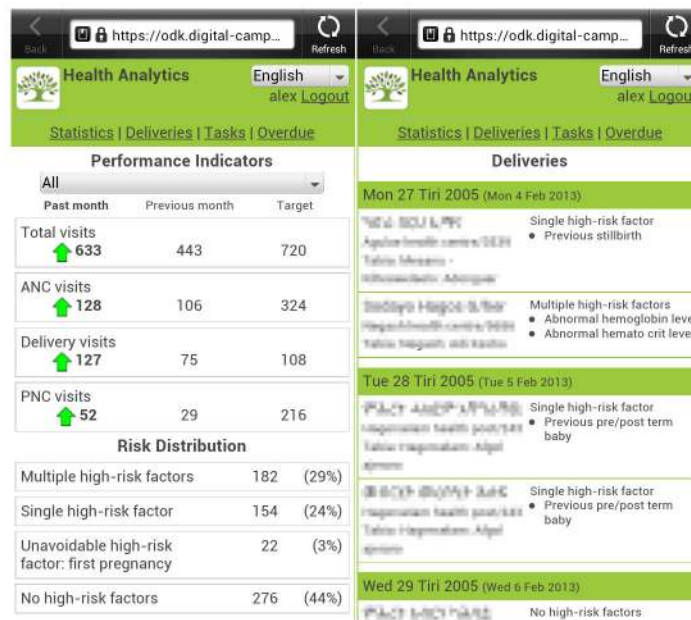 Back
https://odk.digital-camp...
Refresh
Health Analytics
English
alex Logout
Statistics | Deliveries | Tasks | Overdue
Performance Indicators
All
Past month Previous month Target
Total visits
633 443 720
ANC visits
128 106 324
Delivery visits
127 75 108
PNC visits
52 29 216
Risk Distribution
Multiple high-risk factors 182 (29%)
Single high-risk factor 154 (24%)
Unavoidable high-risk
factor: first pregnancy 22 (3%)
No high-risk factors 276 (44%)
Back
https://odk.digital-camp...
Refresh
Health Analytics
English
alex Logou
Statistics | Deliveries | Tasks | Overdue
Deliveries
Mon 27 Tiri 2005 (Mon 4 Feb 2013)
Single high-risk factor
Previous stillbirth
Multiple high-risk factors
Abnormal hemoglobin leve
Abnormal hemato crit leve
Tue 28 Tiri 2005 (Tue 5 Feb 2013)
Single high-risk factor
Previous pre/post term
baby
Single high-risk factor
Previous pre/post term
baby
Wed 29 Tiri 2005 (Wed 6 Feb 2013)
No high-risk factors